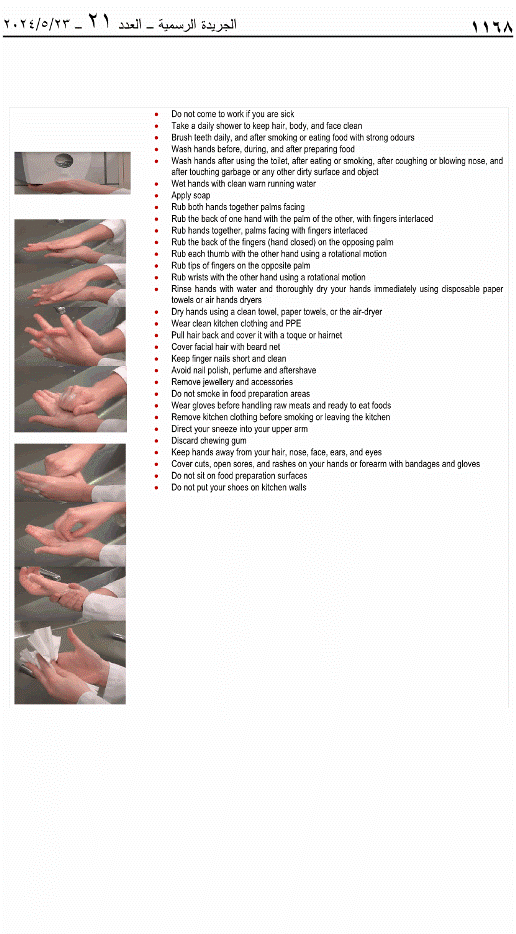 الجريدة الرسمية – العدد ٢١ – ٢٠٢٤/٥/٢٣
١١٦٨
• Do not come to work if you are sick
• Take a daily shower to keep hair, body, and face clean
• Brush teeth daily, and after smoking or eating food with strong odours
• Wash hands before, during, and after preparing food
• Wash hands after using the toilet, after eating or smoking, after coughing or blowing nose, and
after touching garbage or any other dirty surface and object
• Wet hands with clean warn running water
• Apply soap
• Rub both hands together palms facing
• Rub the back of one hand with the palm of the other, with fingers interlaced
• Rub hands together, palms facing with fingers interlaced
• Rub the back of the fingers (hand closed) on the opposing palm
• Rub each thumb with the other hand using a rotational motion
• Rub tips of fingers on the opposite palm
• Rub wrists with the other hand using a rotational motion
• Rinse hands with water and thoroughly dry your hands immediately using disposable paper
towels or air hands dryers
• Dry hands using a clean towel, paper towels, or the air-dryer
• Wear clean kitchen clothing and PPE
• Pull hair back and cover it with a toque or hairnet
• Cover facial hair with beard net
• Keep finger nails short and clean
• Avoid nail polish, perfume and aftershave
• Remove jewellery and accessories
• Do not smoke in food preparation areas
• Wear gloves before handling raw meats and ready to eat foods
• Remove kitchen clothing before smoking or leaving the kitchen
• Direct your sneeze into your upper arm
• Discard chewing gum
• Keep hands away from your hair, nose, face, ears, and eyes
• Cover cuts, open sores, and rashes on your hands or forearm with bandages and gloves
• Do not sit on food preparation surfaces
• Do not put your shoes on kitchen walls